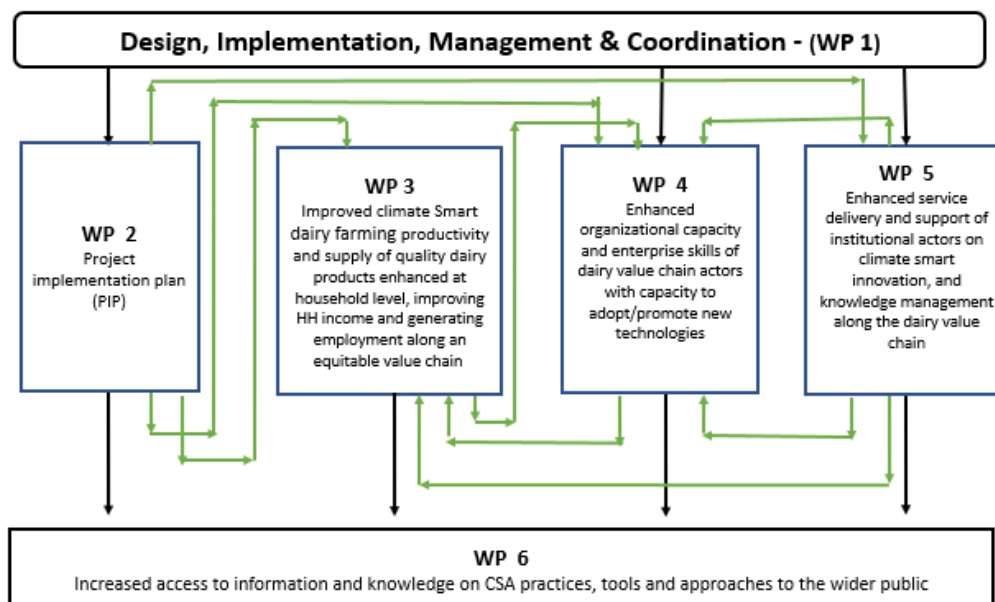 Design, Implementation, Management & Coordination - (WP 1)
WP 2
Project
implementation plan
(PIP)
WP 3
Improved climate Smart
dairy farming productivity
and supply of quality dairy
products enhanced at
household level, improving
HH income and generating
employment along an
equitable value chain
WP 4
Enhanced
organizational capacity
and enterprise skills of
dairy value chain actors
with capacity to
adopt/promote new
technologies
WP 5
Enhanced service
delivery and support of
institutional actors on
climate smart
innovation, and
knowledge management
along the dairy value
chain
WP 6
Increased access to information and knowledge on CSA practices, tools and approaches to the wider public